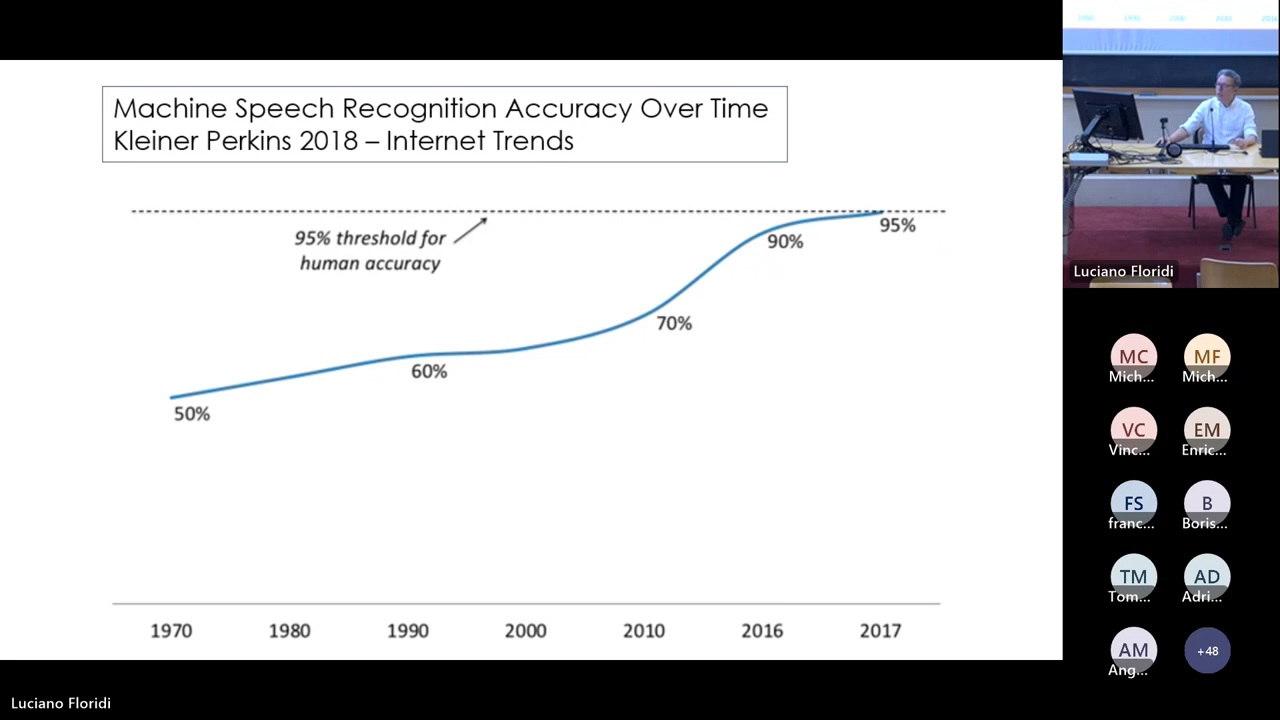 Machine Speech Recognition Accuracy Over Time
Kleiner Perkins 2018 – Internet Trends
95% threshold for
human accuracy
50%
60%
70%
90%
95%
1970 1980 1990 2000 2010 2016 2017
Luciano Floridi
MC MF
Mich... Mich...
VC EM
Vinc... Enric...
FS B
franc... Boris...
TM AD
Tom... Adri...
AM +48
Ang...
Luciano Floridi